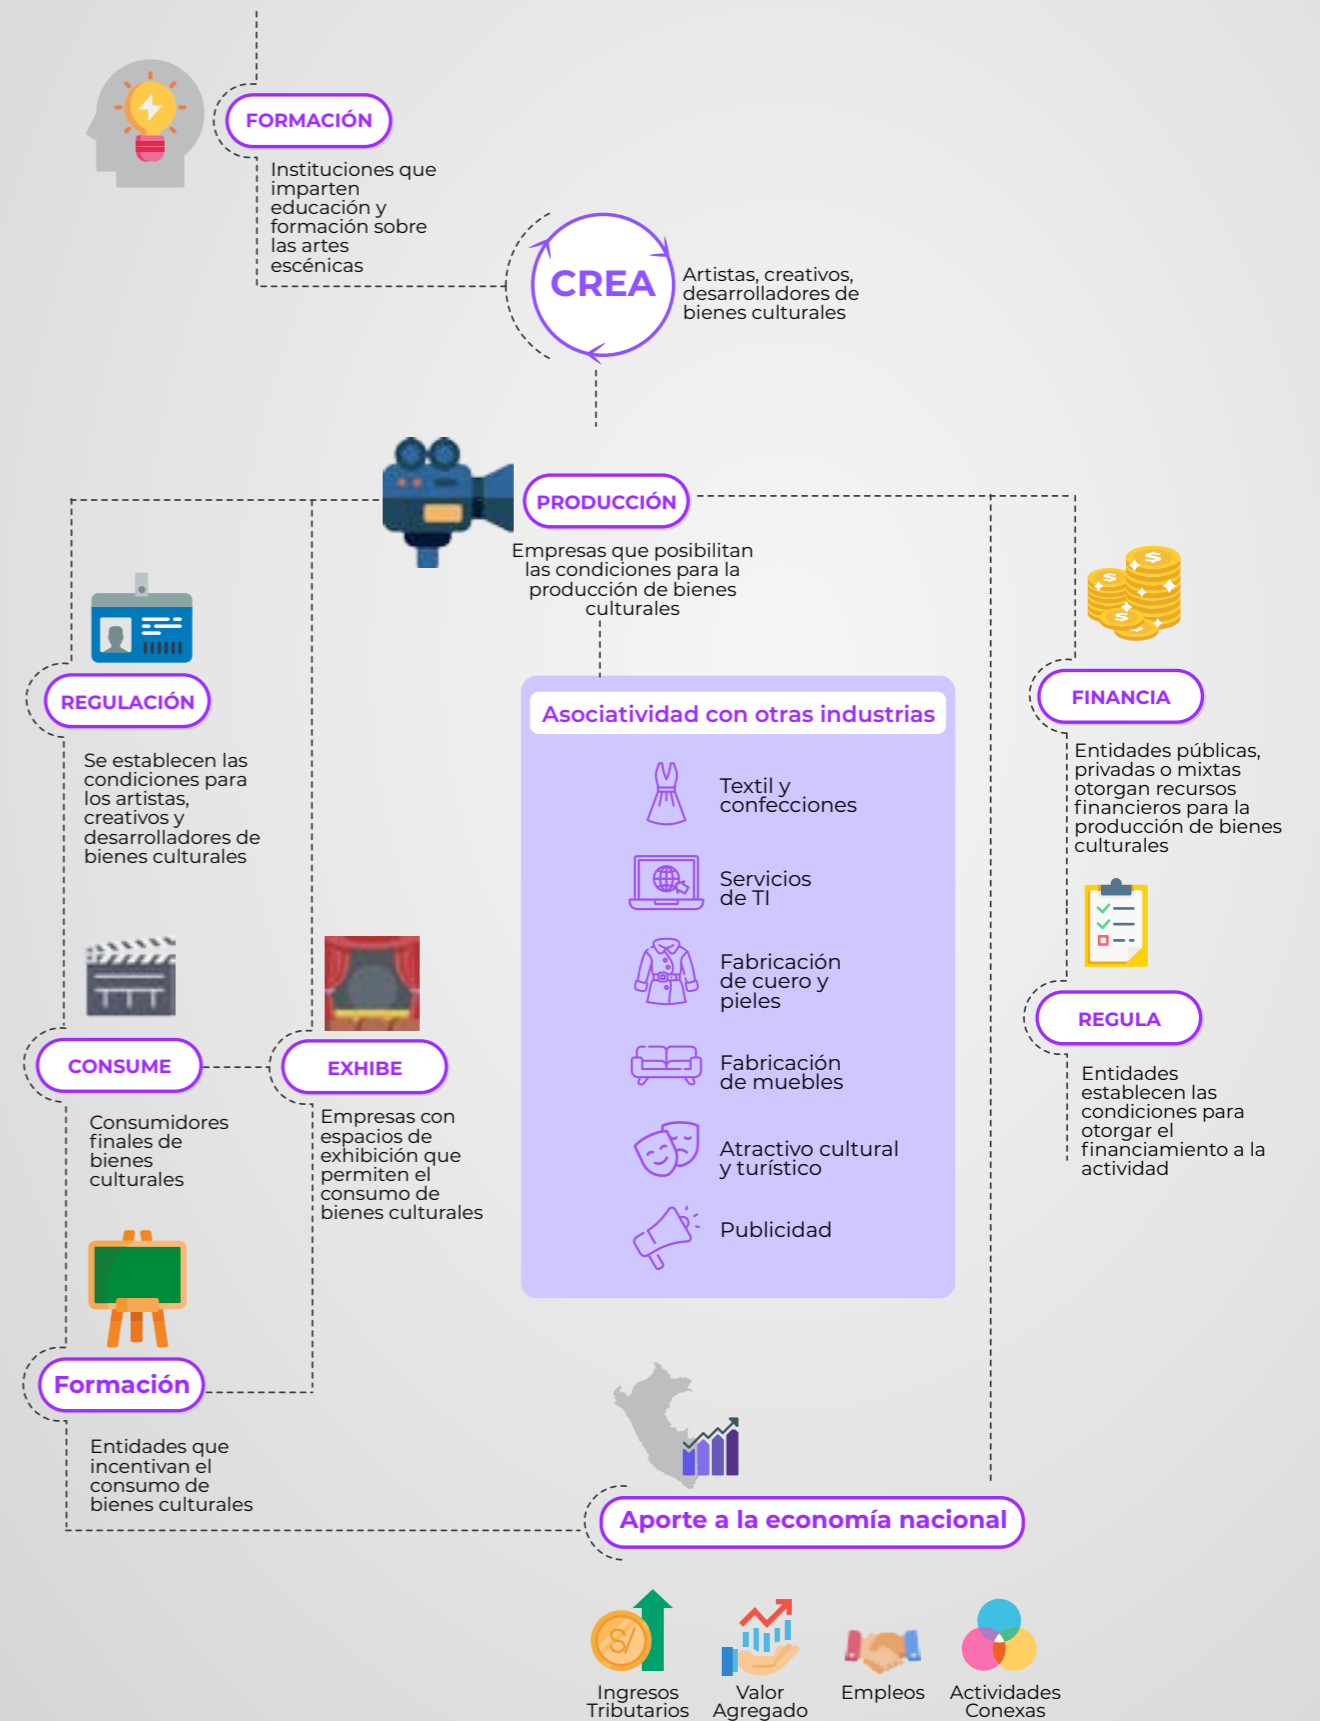 FORMACIÓN
Instituciones que
imparten
educación y
formación sobre
las artes
escénicas
CREA
Artistas, creativos,
desarrolladores de
bienes culturales
PRODUCCIÓN
Empresas que posibilitan
las condiciones para la
producción de bienes
culturales
REGULACIÓN
Se establecen las
condiciones para
los artistas,
creativos y
desarrolladores de
bienes culturales
Asociatividad con otras industrias
Textil y
confecciones
Servicios
de TI
Fabricación
de cuero y
pieles
Fabricación
de muebles
Atractivo cultural
y turístico
Publicidad
FINANCIA
Entidades públicas,
privadas o mixtas
otorgan recursos
financieros para la
producción de bienes
culturales
REGULA
Entidades
establecen las
condiciones para
otorgar el
financiamiento a la
actividad
CONSUME
Consumidores
finales de
bienes
culturales
EXHIBE
Empresas con
espacios de
exhibición que
permiten el
consumo de
bienes culturales
Formación
Entidades que
incentivan el
consumo de
bienes culturales
Aporte a la economía nacional
S/
Ingresos
Tributarios
Valor
Agregado
Empleos
Actividades
Conexas